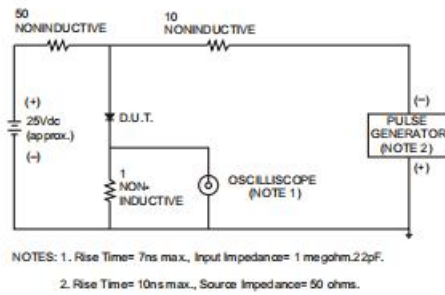 50
NONINDUCTIVE
10
NONINDUCTIVE
(+)
25Vdc
(approx.)
(−)
D.U.T.
1
NON-
INDUCTIVE
OSCILLISCOPE
(NOTE 1)
(−)
PULSE
GENERATOR
(NOTE 2)
(+)
NOTES: 1. Rise Time= 7ns max., Input Impedance= 1 megohm.22pF.
2. Rise Time= 10ns max., Source Impedance= 50 ohms.